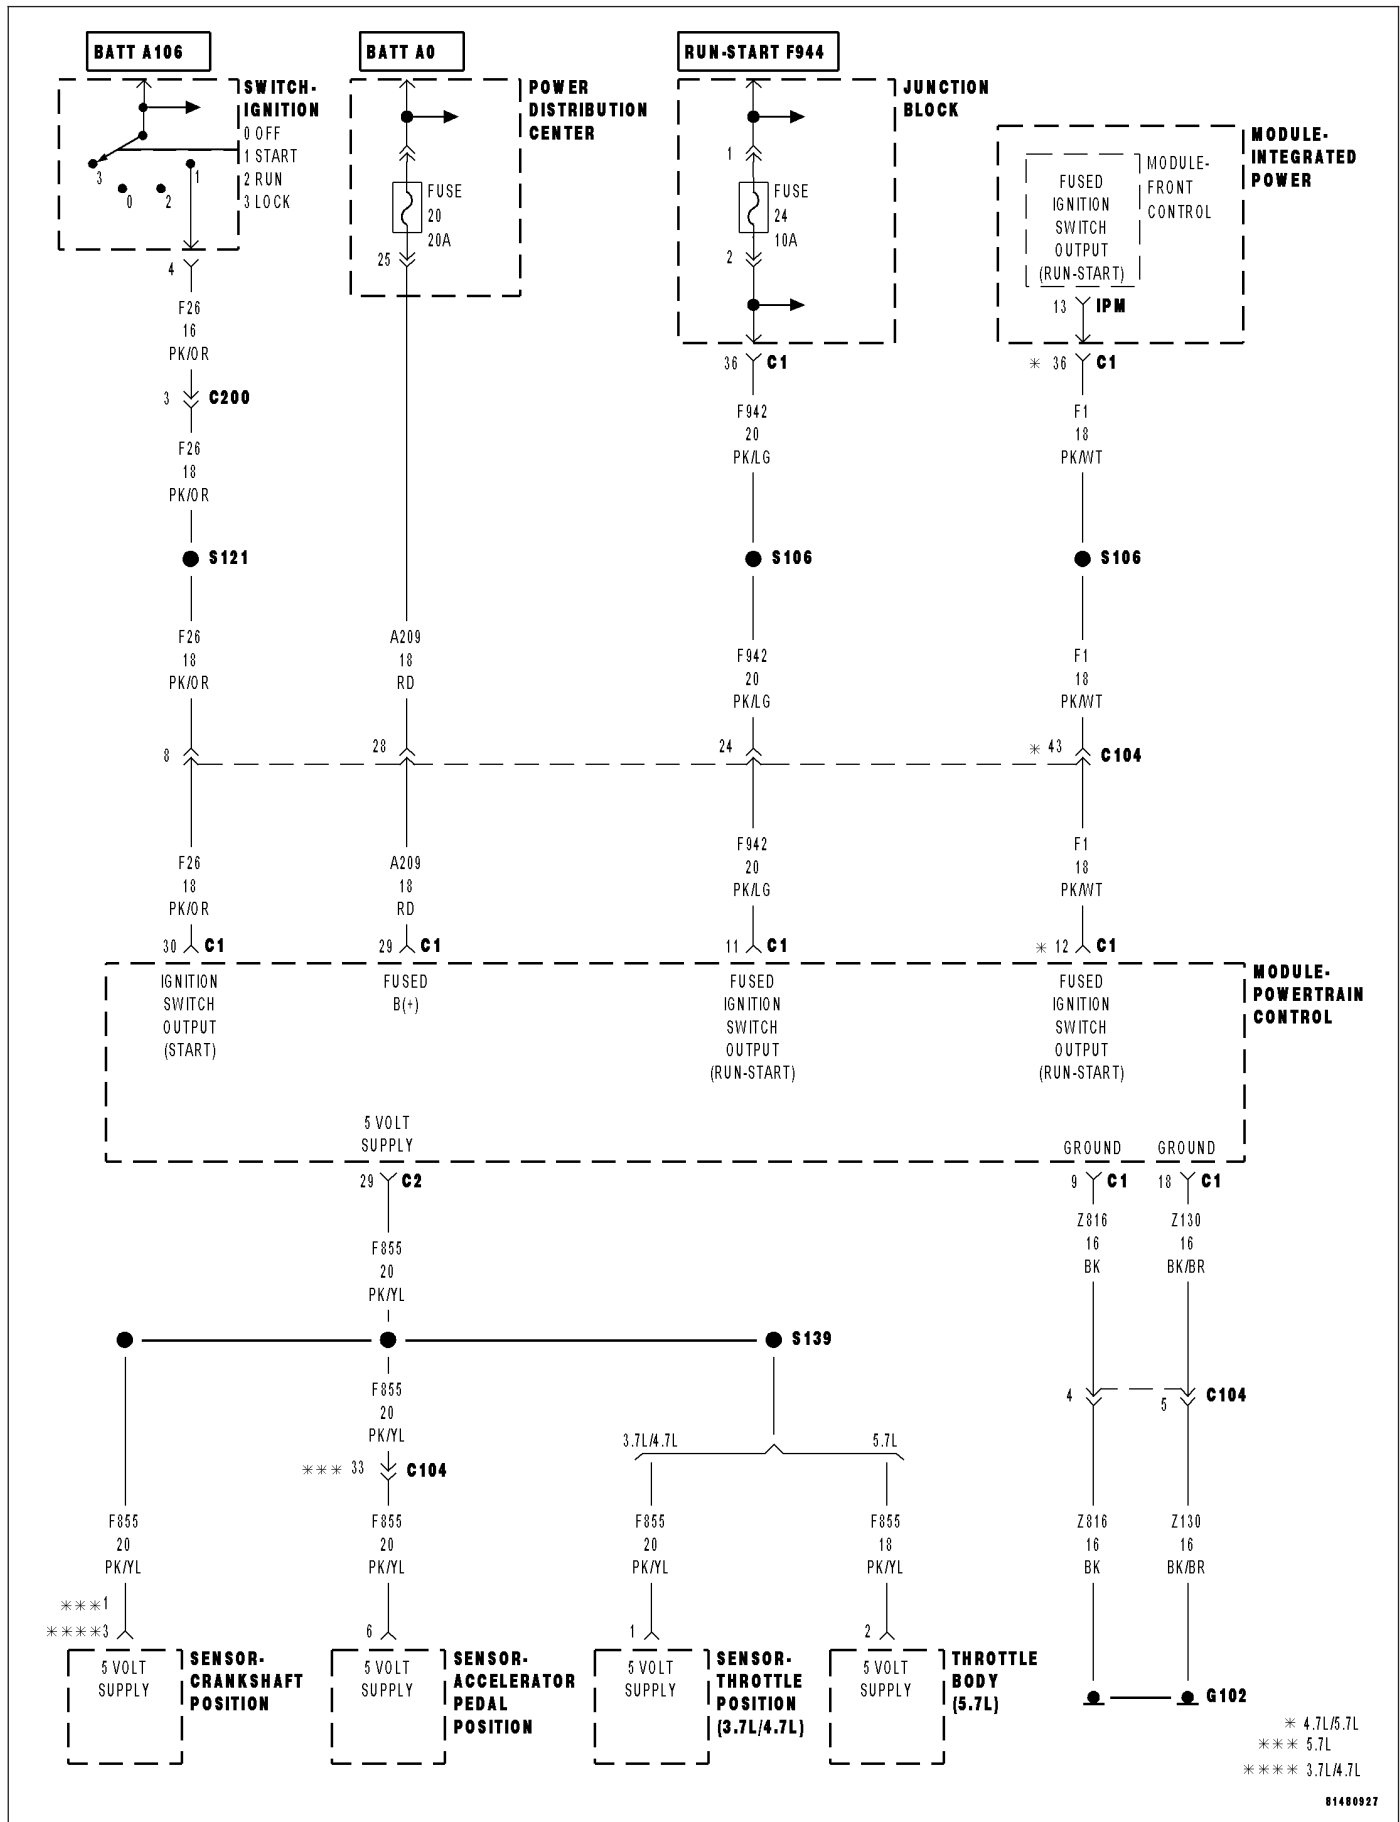 BATT A106
BATT A0
RUN-START F944
SWITCH-
IGNITION
0 OFF
1 START
2 RUN
3 LOCK
3
0
2
1
4
POWER
DISTRIBUTION
CENTER
FUSE
20
20A
25
JUNCTION
BLOCK
1
FUSE
24
10A
2
MODULE-
INTEGRATED
POWER
MODULE-
FRONT
CONTROL
FUSED
IGNITION
SWITCH
OUTPUT
(RUN-START)
13 IPM
F26
16
PK/OR
36 C1
* 36 C1
3 C200
F942
20
PK/LG
F1
18
PK/WT
F26
18
PK/OR
S121
S106
S106
F26
18
PK/OR
A209
18
RD
F942
20
PK/LG
F1
18
PK/WT
8
28
24
* 43
C104
F26
18
PK/OR
A209
18
RD
F942
20
PK/LG
F1
18
PK/WT
30 C1
29 C1
11 C1
* 12 C1
IGNITION
SWITCH
OUTPUT
(START)
FUSED
B(+)
FUSED
IGNITION
SWITCH
OUTPUT
(RUN-START)
FUSED
IGNITION
SWITCH
OUTPUT
(RUN-START)
MODULE-
POWERTRAIN
CONTROL
5 VOLT
SUPPLY
GROUND
GROUND
29 C2
9 C1
18 C1
F855
20
PK/YL
Z816
16
BK
Z130
16
BK/BR
S139
F855
20
PK/YL
4
5
C104
3.7L/4.7L
5.7L
*** 33 C104
F855
20
PK/YL
F855
20
PK/YL
F855
20
PK/YL
F855
18
PK/YL
Z816
16
BK
Z130
16
BK/BR
***1
****3
6
1
2
5 VOLT
SUPPLY
SENSOR-
CRANKSHAFT
POSITION
5 VOLT
SUPPLY
SENSOR-
ACCELERATOR
PEDAL
POSITION
5 VOLT
SUPPLY
SENSOR-
THROTTLE
POSITION
(3.7L/4.7L)
5 VOLT
SUPPLY
THROTTLE
BODY
(5.7L)
G102
* 4.7L/5.7L
*** 5.7L
**** 3.7L/4.7L
81480927